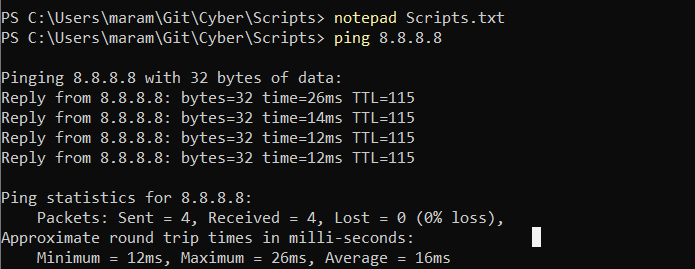 PS C:\Users\maram\Git\Cyber\Scripts> notepad Scripts.txt
PS C:\Users\maram\Git\Cyber\Scripts> ping 8.8.8.8
Pinging 8.8.8.8 with 32 bytes of data:
Reply from 8.8.8.8: bytes=32 time=26ms TTL=115
Reply from 8.8.8.8: bytes=32 time=14ms TTL=115
Reply from 8.8.8.8: bytes=32 time=12ms TTL=115
Reply from 8.8.8.8: bytes=32 time=12ms TTL=115
Ping statistics for 8.8.8.8:
    Packets: Sent = 4, Received = 4, Lost = 0 (0% loss),
Approximate round trip times in milli-seconds:
    Minimum = 12ms, Maximum = 26ms, Average = 16ms